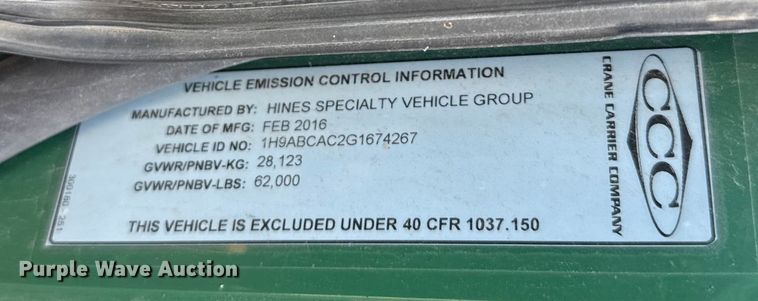 VEHICLE EMISSION CONTROL INFORMATION
MANUFACTURED BY: HINES SPECIALTY VEHICLE GROUP
DATE OF MFG: FEB 2016
VEHICLE ID NO: 1H9ABCAC2G1674267
GVWR/PNBV-KG: 28,123
GVWR/PNBV-LBS: 62,000
THIS VEHICLE IS EXCLUDED UNDER 40 CFR 1037.150
CRANE CARRIER COMPANY
CCC
Purple Wave Auction